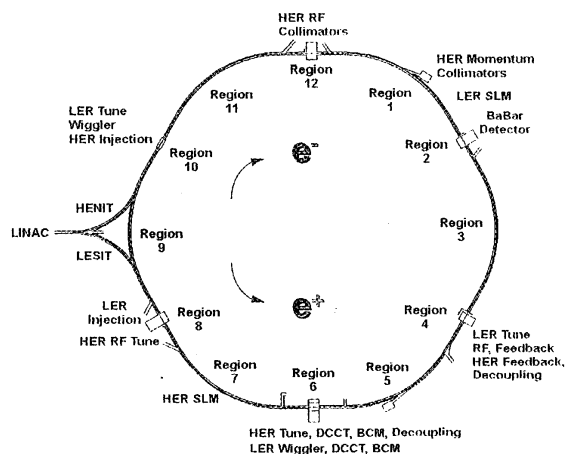 HER RF
Collimators
Region
12
HER Momentum
Collimators
Region
11
Region
1
LER SLM
LER Tune
Wiggler
HER Injection
BaBar
Detector
Region
2
Region
10
e-
HENIT
LINAC
Region
9
Region
3
LESIT
e+
LER
Injection
Region
8
Region
4
HER RF Tune
LER Tune
RF, Feedback
HER Feedback,
Decoupling
Region
7
Region
6
Region
5
HER SLM
HER Tune, DCCT, BCM, Decoupling
LER Wiggler, DCCT, BCM